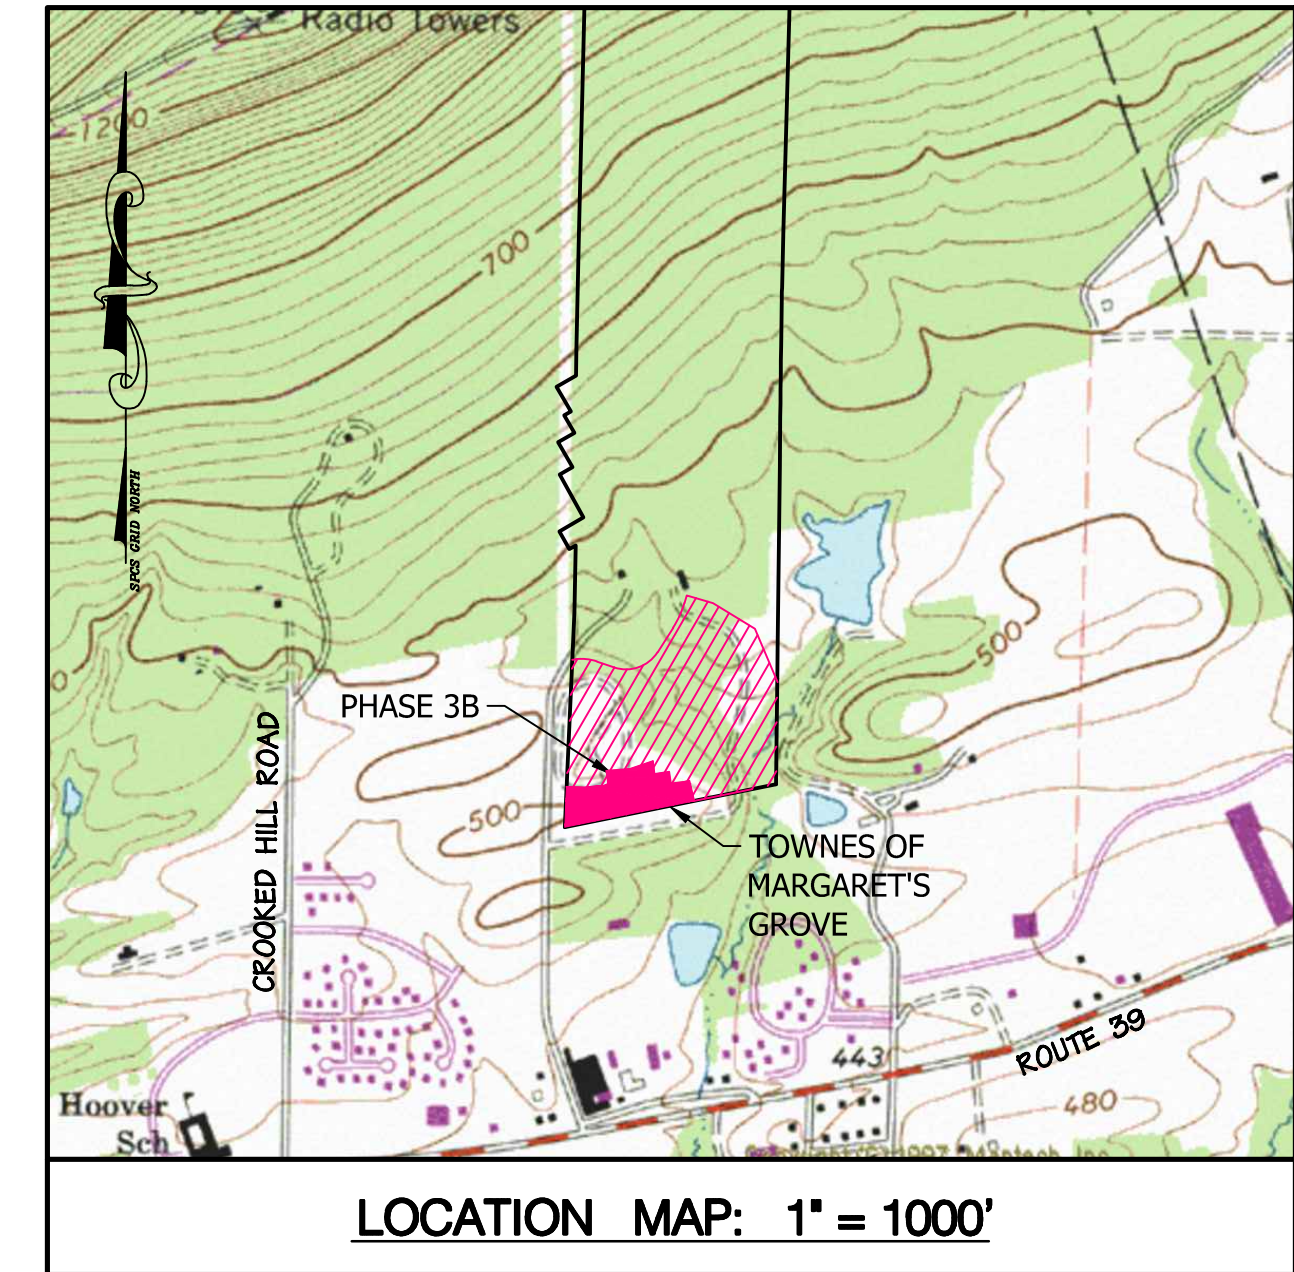 Radio Towers
1200
700
SPCS GRID NORTH
500
PHASE 3B
CROOKED HILL ROAD
500
TOWNES OF
MARGARET'S
GROVE
443
ROUTE 39
480
Hoover
Sch
LOCATION MAP: 1" = 1000'